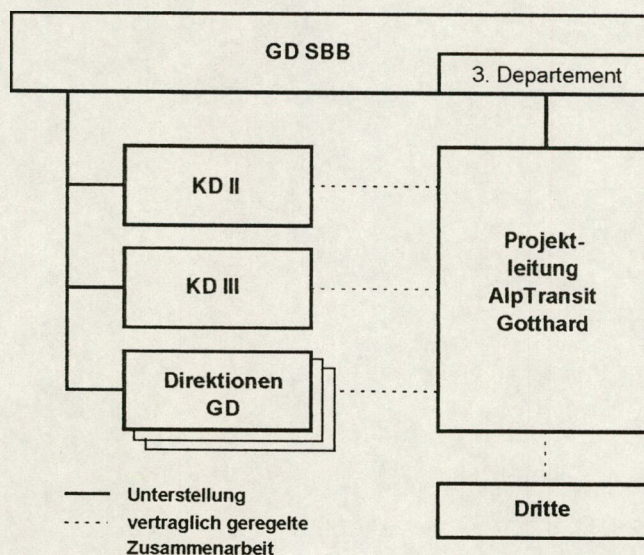 GD SBB
3. Departement
KD II
KD III
Direktionen
GD
Projekt-
leitung
AlpTransit
Gotthard
Dritte
Unterstellung
vertraglich geregelte
Zusammenarbeit